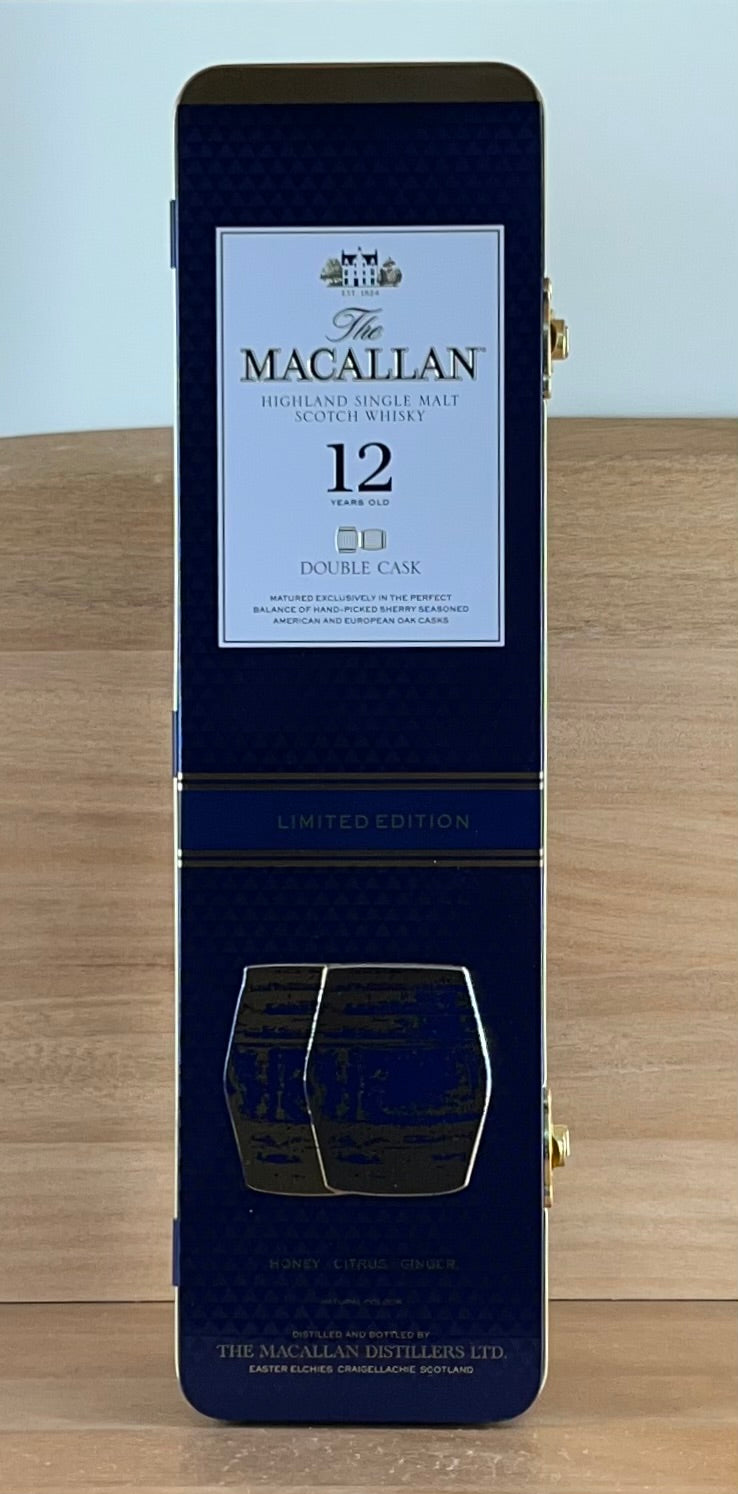 EST. 1824
The
MACALLAN
HIGHLAND SINGLE MALT
SCOTCH WHISKY
12
YEARS OLD
DOUBLE CASK
MATURED EXCLUSIVELY IN THE PERFECT
BALANCE OF HAND-PICKED SHERRY SEASONED
AMERICAN AND EUROPEAN OAK CASKS
LIMITED EDITION
HONEY CITRUS GINGER
NATURAL COLOUR
DISTILLED AND BOTTLED BY
THE MACALLAN DISTILLERS LTD.
EASTER ELCHIES CRAIGELLACHIE SCOTLAND